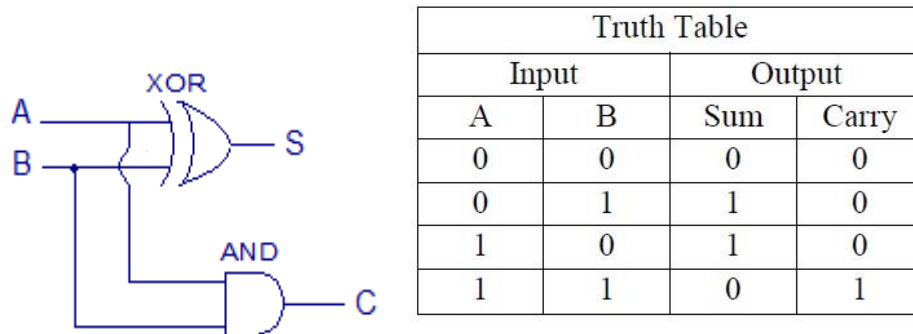 XOR
A
S
B
AND
C
Truth Table
Input Output
A B Sum Carry
0 0 0 0
0 1 1 0
1 0 1 0
1 1 0 1